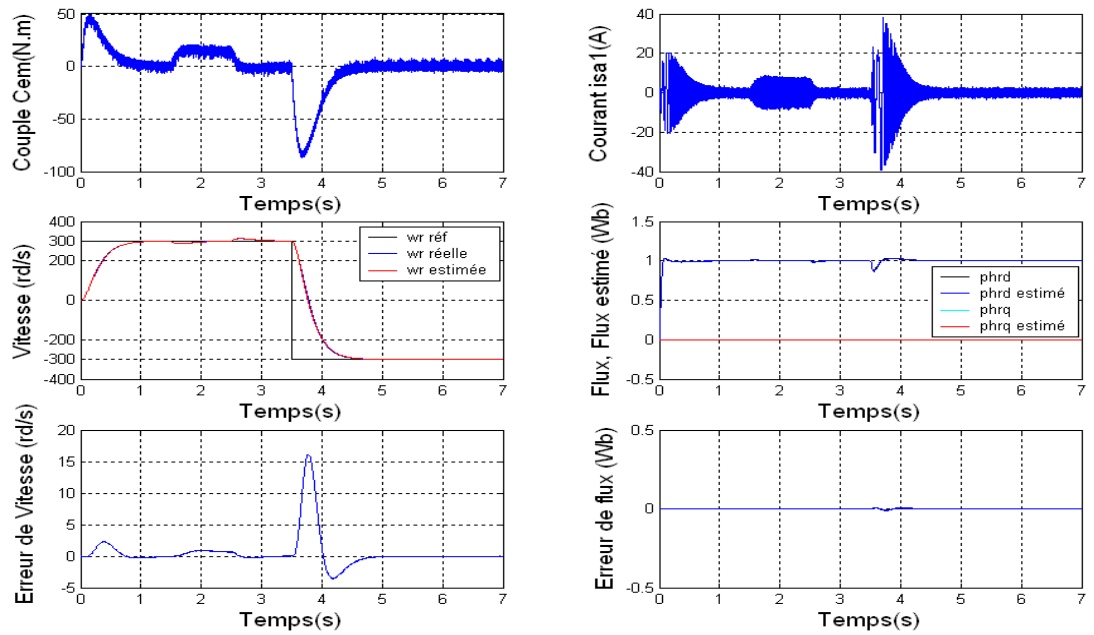 Couple Cem(N.m)
50
0
-50
-100
0 1 2 3 4 5 6 7
Temps(s)
Courant isa1(A)
40
20
0
-20
-40
0 1 2 3 4 5 6 7
Temps(s)
Vitesse (rd/s)
400
300
200
0
-200
-300
400
wr réf
wr réelle
wr estimée
0 1 2 3 4 5 6 7
Temps(s)
Flux, Flux estimé (Wb)
1.5
1
0.5
0
-0.5
phrd
phrd estimé
phrq
phrq estimé
0 1 2 3 4 5 6 7
Temps(s)
Erreur de Vitesse (rd/s)
20
15
10
5
0
-5
0 1 2 3 4 5 6 7
Temps(s)
Erreur de flux (Wb)
0.5
0
-0.5
0 1 2 3 4 5 6 7
Temps(s)